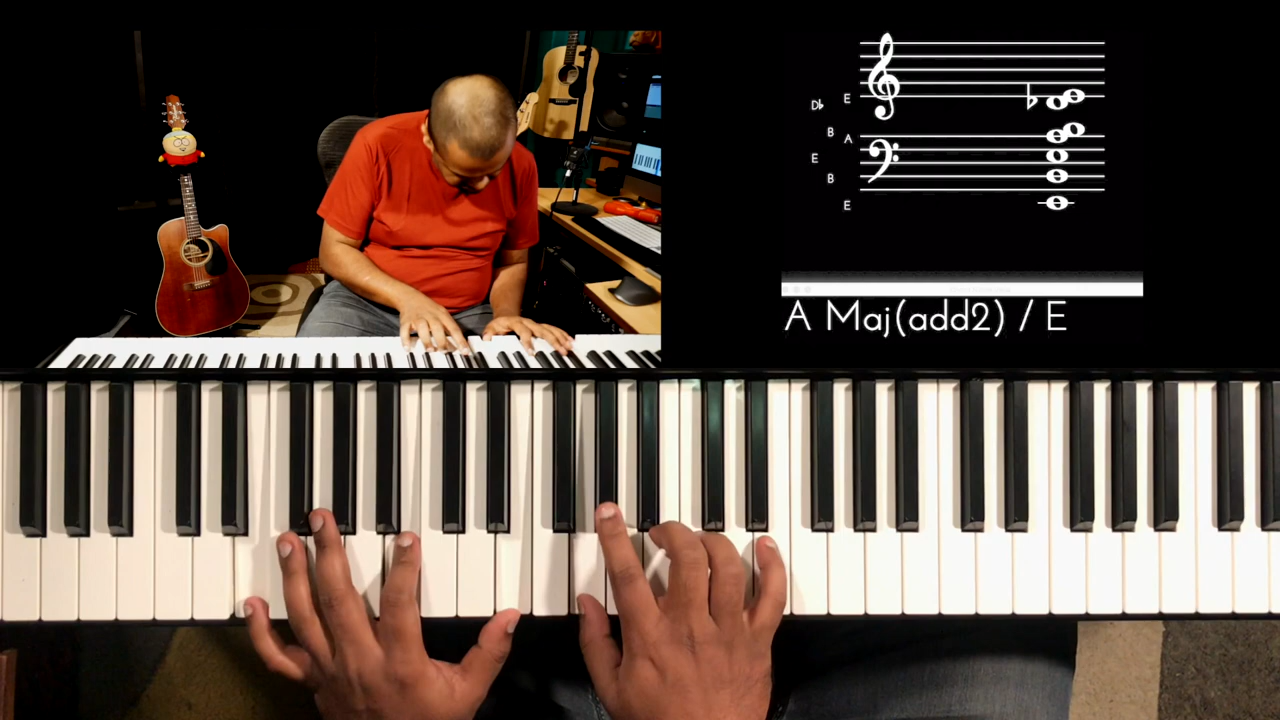 D♭ E
B A
E
B
E
A Maj(add2) / E